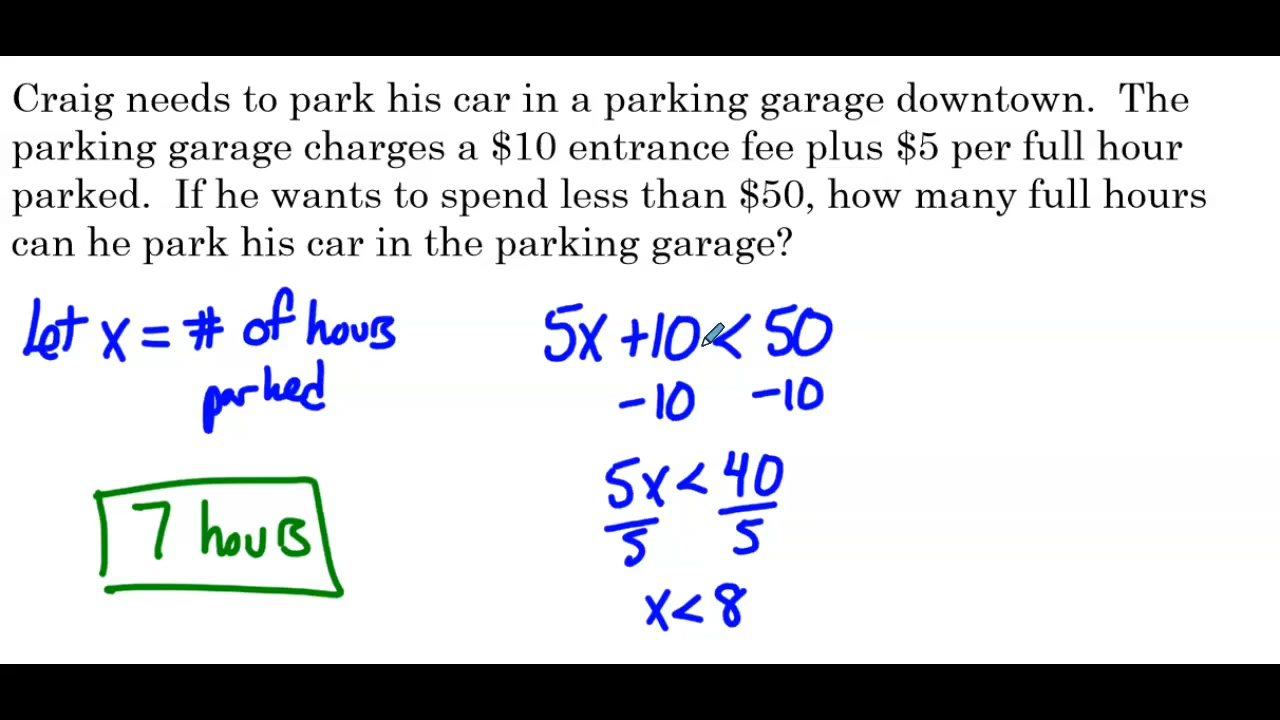 Craig needs to park his car in a parking garage downtown. The
parking garage charges a $10 entrance fee plus $5 per full hour
parked. If he wants to spend less than $50, how many full hours
can he park his car in the parking garage?
Let x = # of hours
parked
7 hours
5x +10 < 50
-10 -10
5x < 40
5 5
x < 8